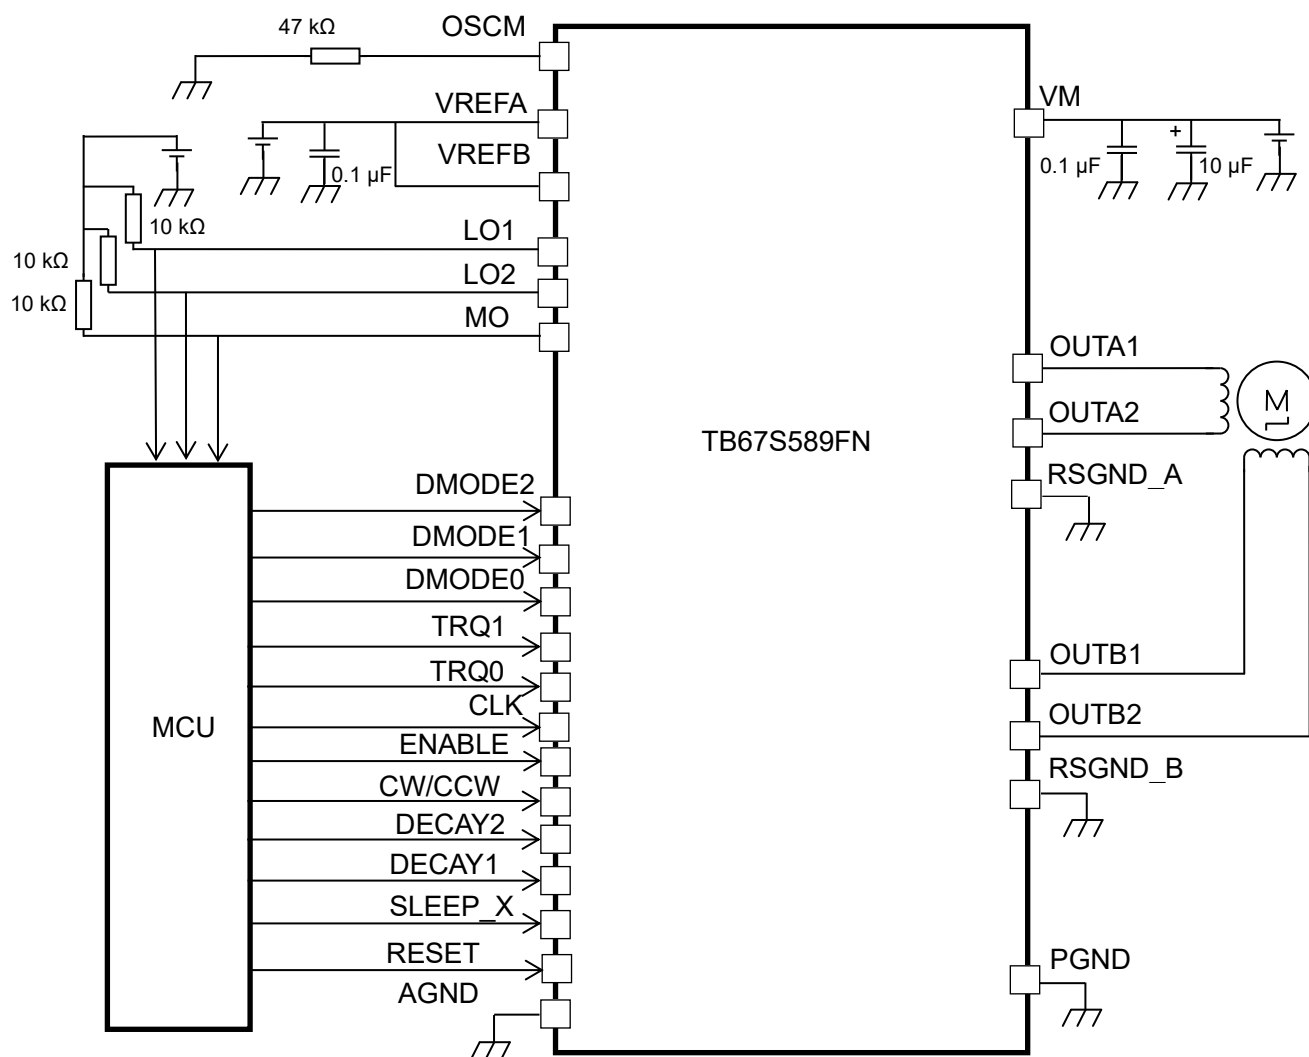 47 kΩ
OSCM
VREFA
VREFB
0.1 µF
10 kΩ
10 kΩ
10 kΩ
LO1
LO2
MO
VM
+
0.1 µF
10 µF
OUTA1
OUTA2
M
RSGND_A
TB67S589FN
DMODE2
DMODE1
DMODE0
TRQ1
TRQ0
CLK
ENABLE
CW/CCW
DECAY2
DECAY1
SLEEP_X
RESET
AGND
MCU
OUTB1
OUTB2
RSGND_B
PGND